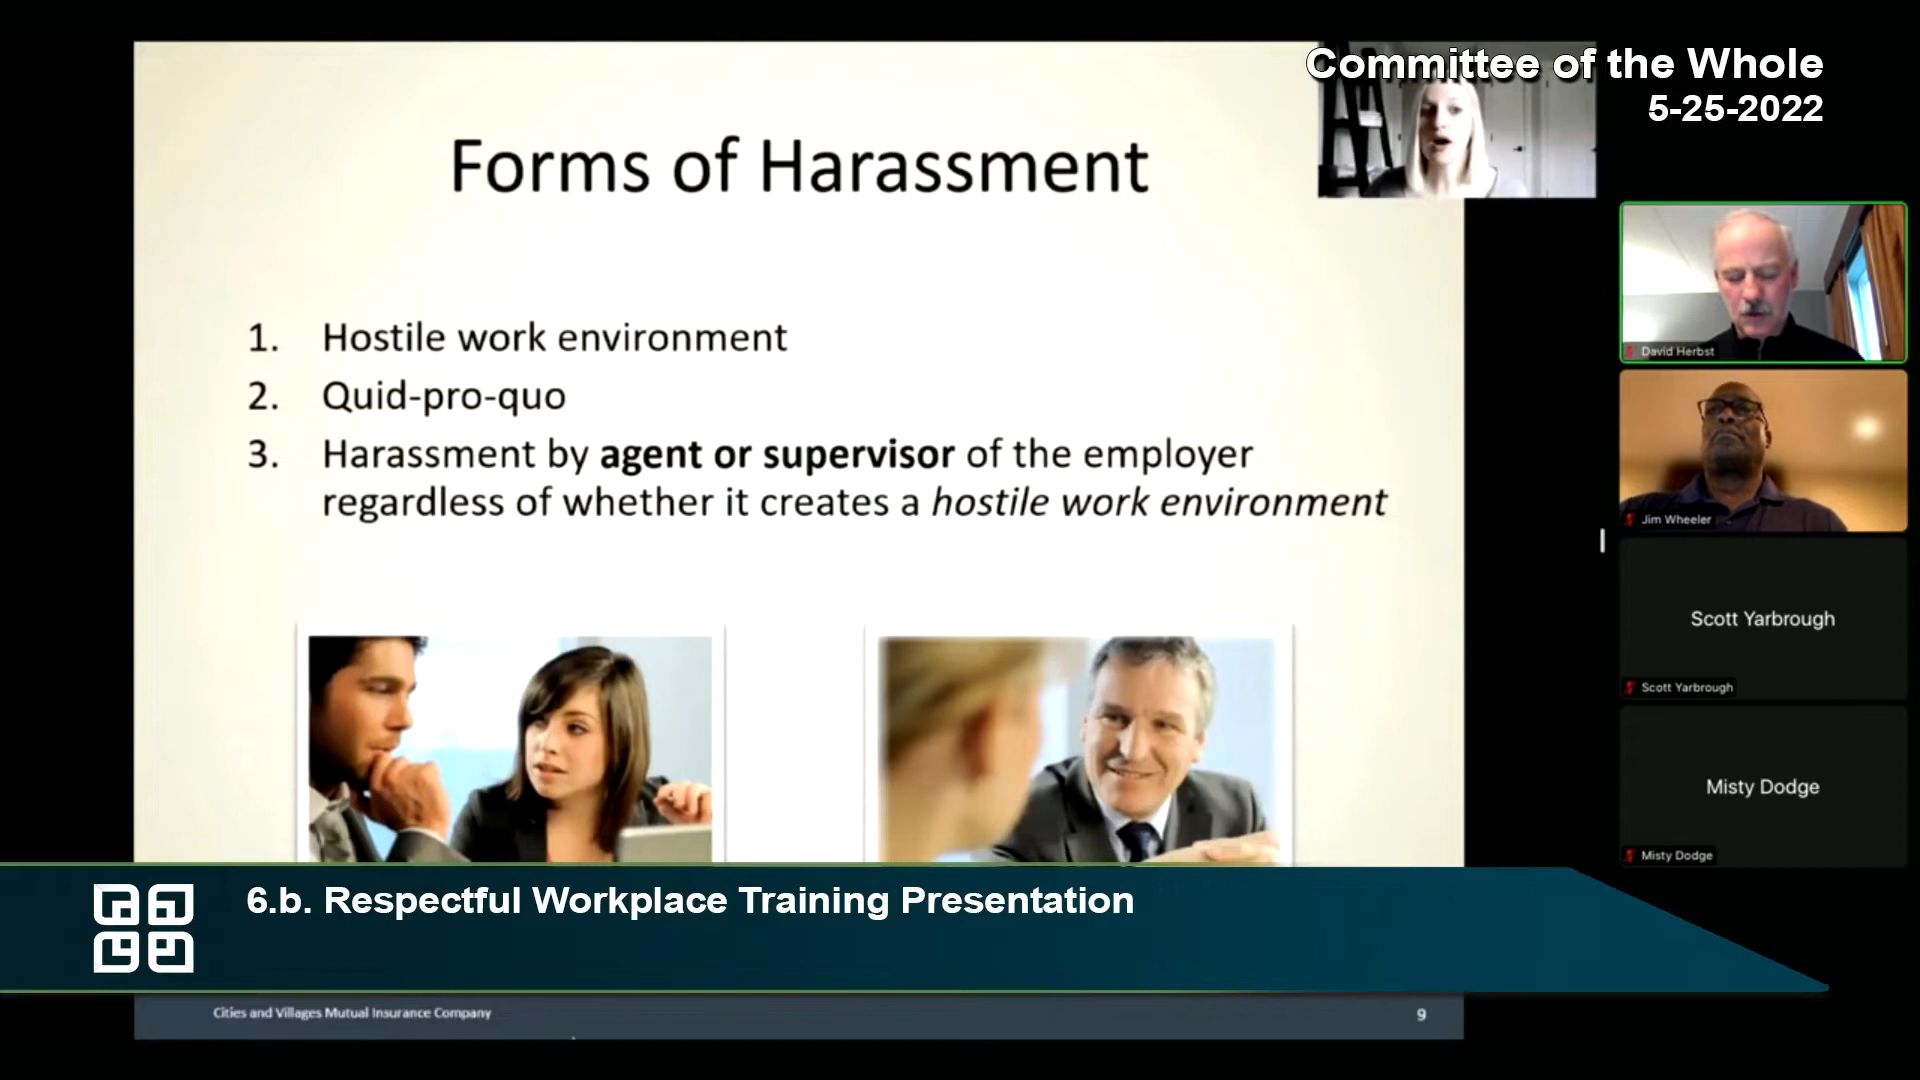 Committee of the Whole
5-25-2022
Forms of Harassment
1. Hostile work environment
2. Quid-pro-quo
3. Harassment by agent or supervisor of the employer
regardless of whether it creates a hostile work environment
David Herbst
Jim Wheeler
Scott Yarbrough
Scott Yarbrough
Misty Dodge
Misty Dodge
6.b. Respectful Workplace Training Presentation
Cities and Villages Mutual Insurance Company
9